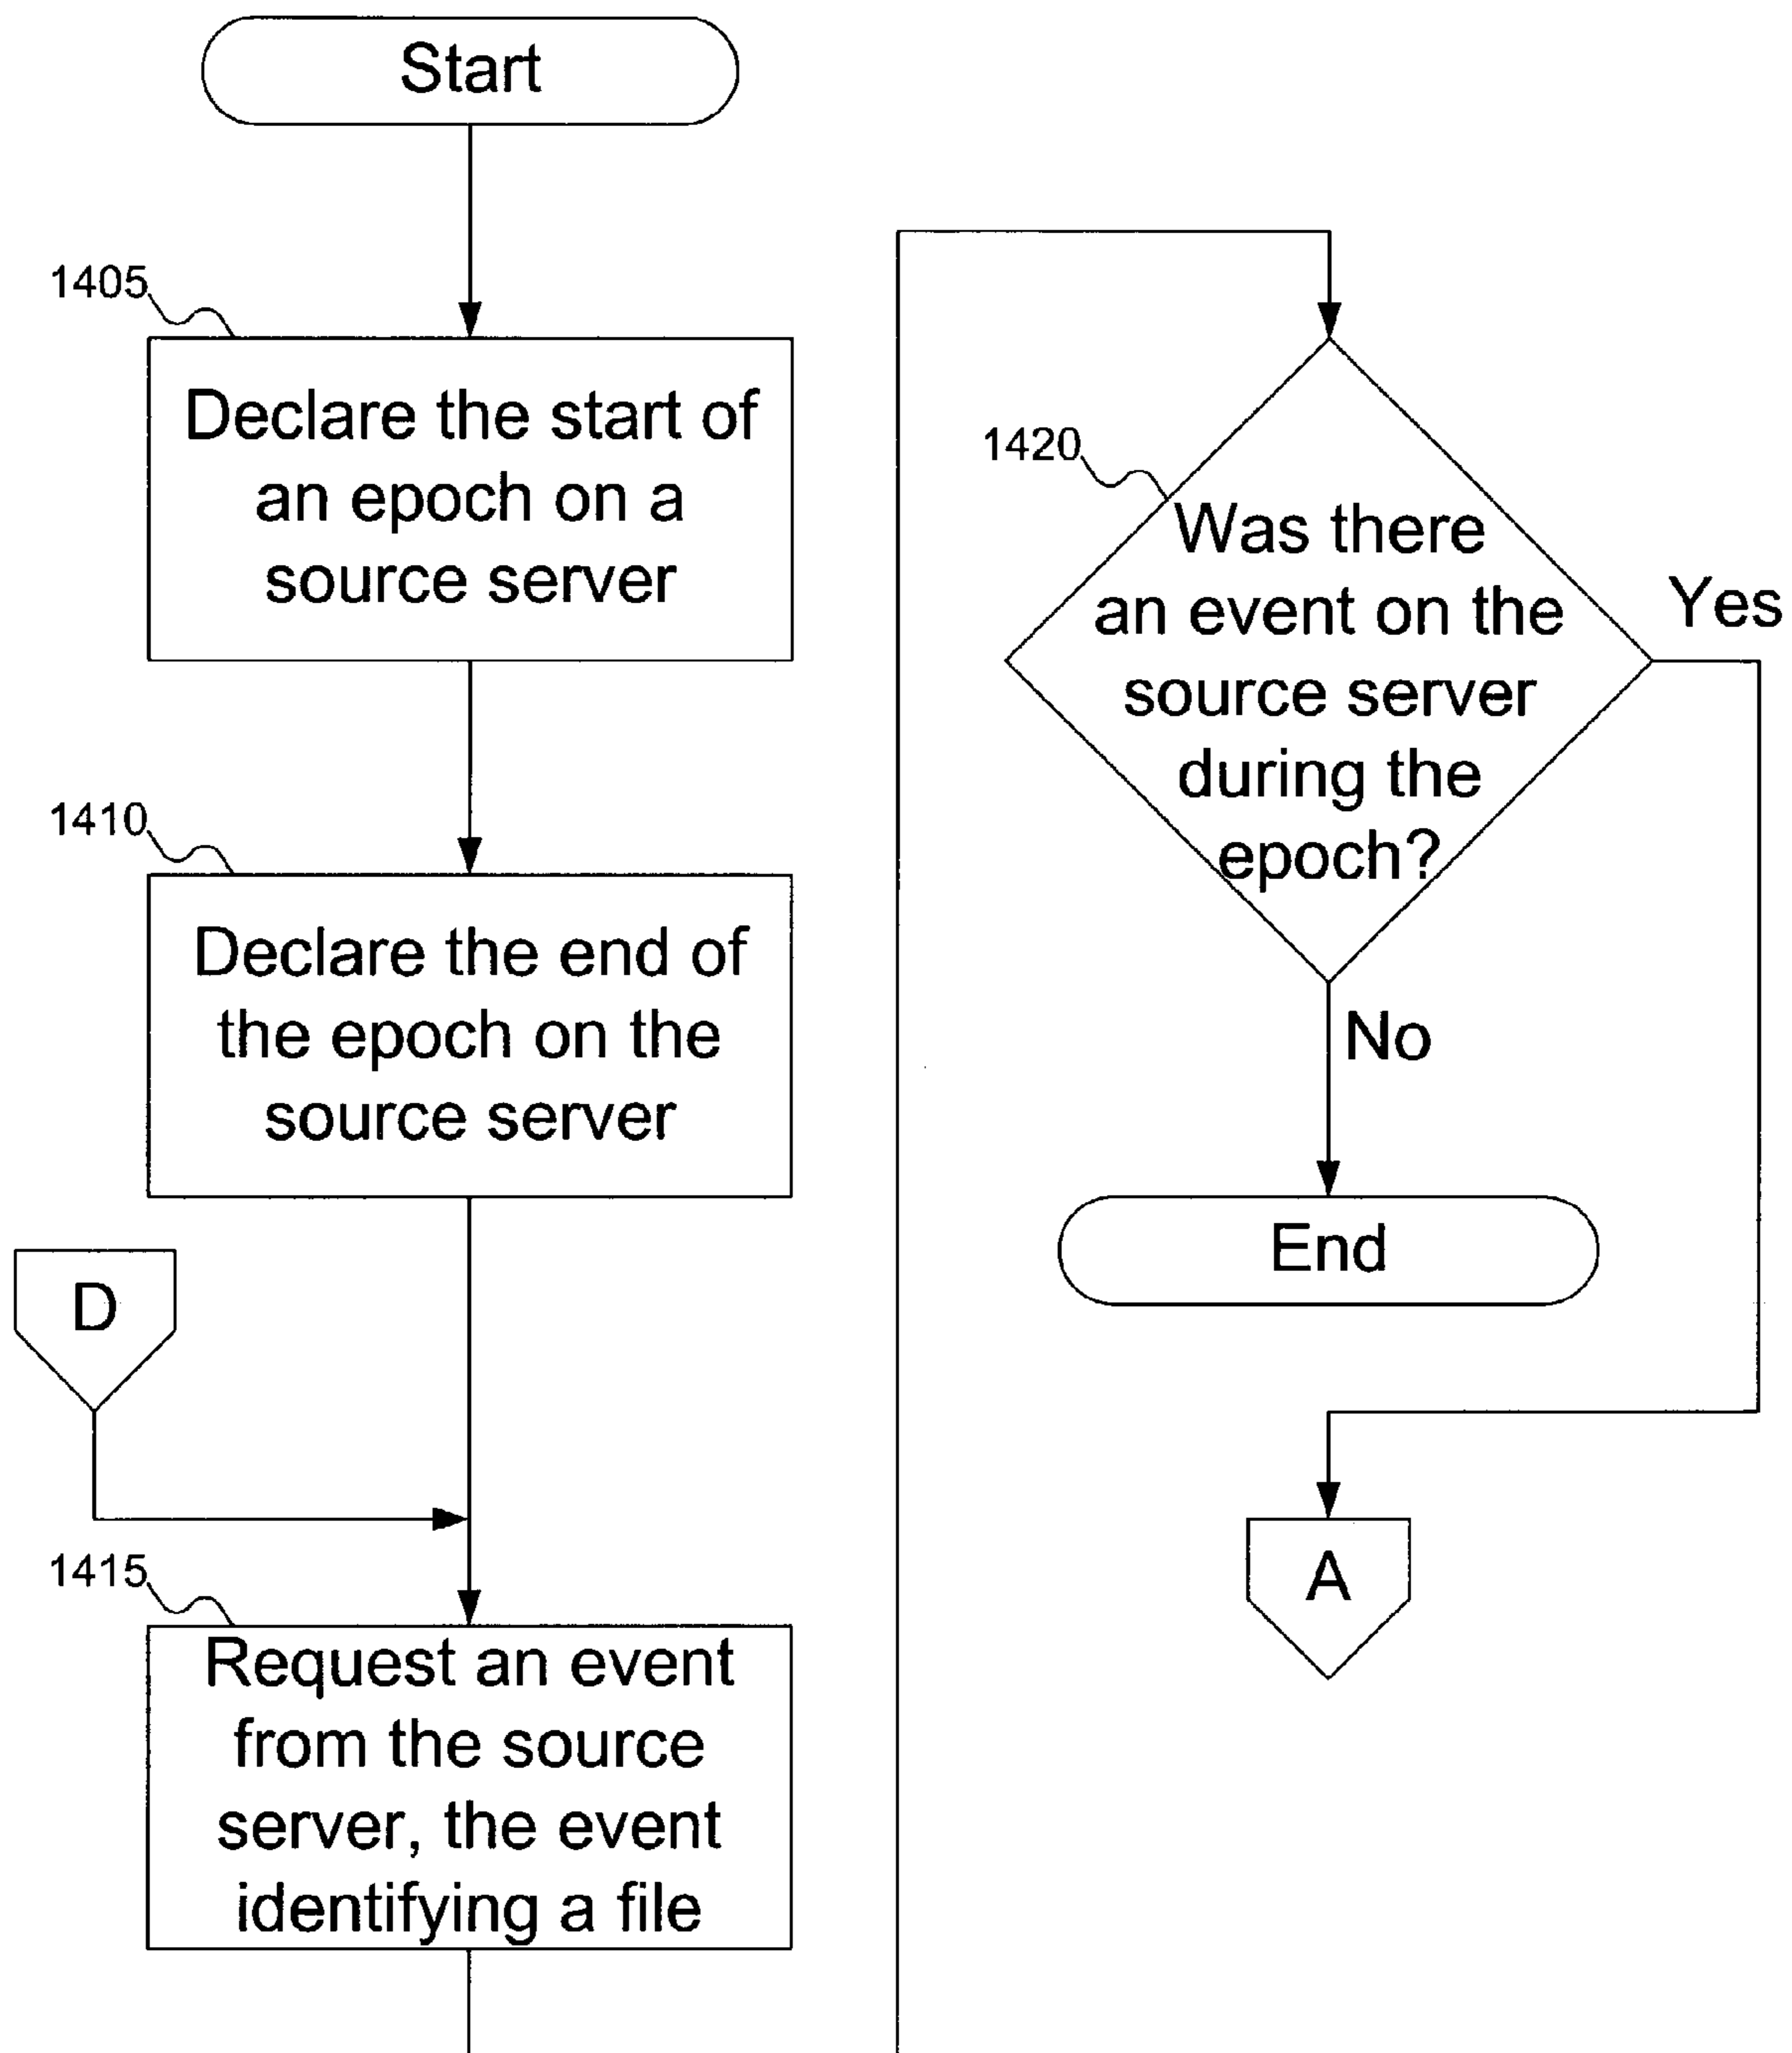 Start
1405
Declare the start of
an epoch on a
source server
1410
Declare the end of
the epoch on the
source server
D
1415
Request an event
from the source
server, the event
identifying a file
1420
Was there
an event on the
source server
during the
epoch?
Yes
No
End
A